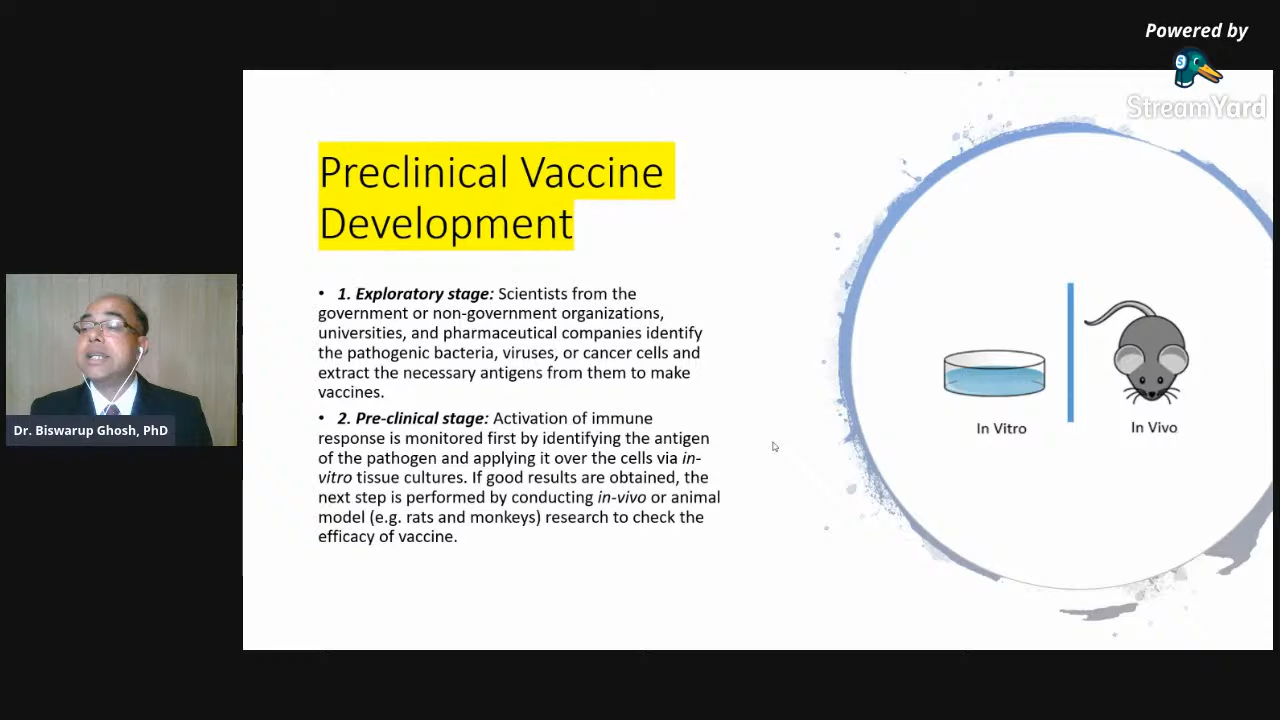 Powered by
StreamYard
Preclinical Vaccine
Development
• 1. Exploratory stage: Scientists from the
government or non-government organizations,
universities, and pharmaceutical companies identify
the pathogenic bacteria, viruses, or cancer cells and
extract the necessary antigens from them to make
vaccines.
• 2. Pre-clinical stage: Activation of immune
response is monitored first by identifying the antigen
of the pathogen and applying it over the cells via in-
vitro tissue cultures. If good results are obtained, the
next step is performed by conducting in-vivo or animal
model (e.g. rats and monkeys) research to check the
efficacy of vaccine.
In Vitro
In Vivo
Dr. Biswarup Ghosh, PhD